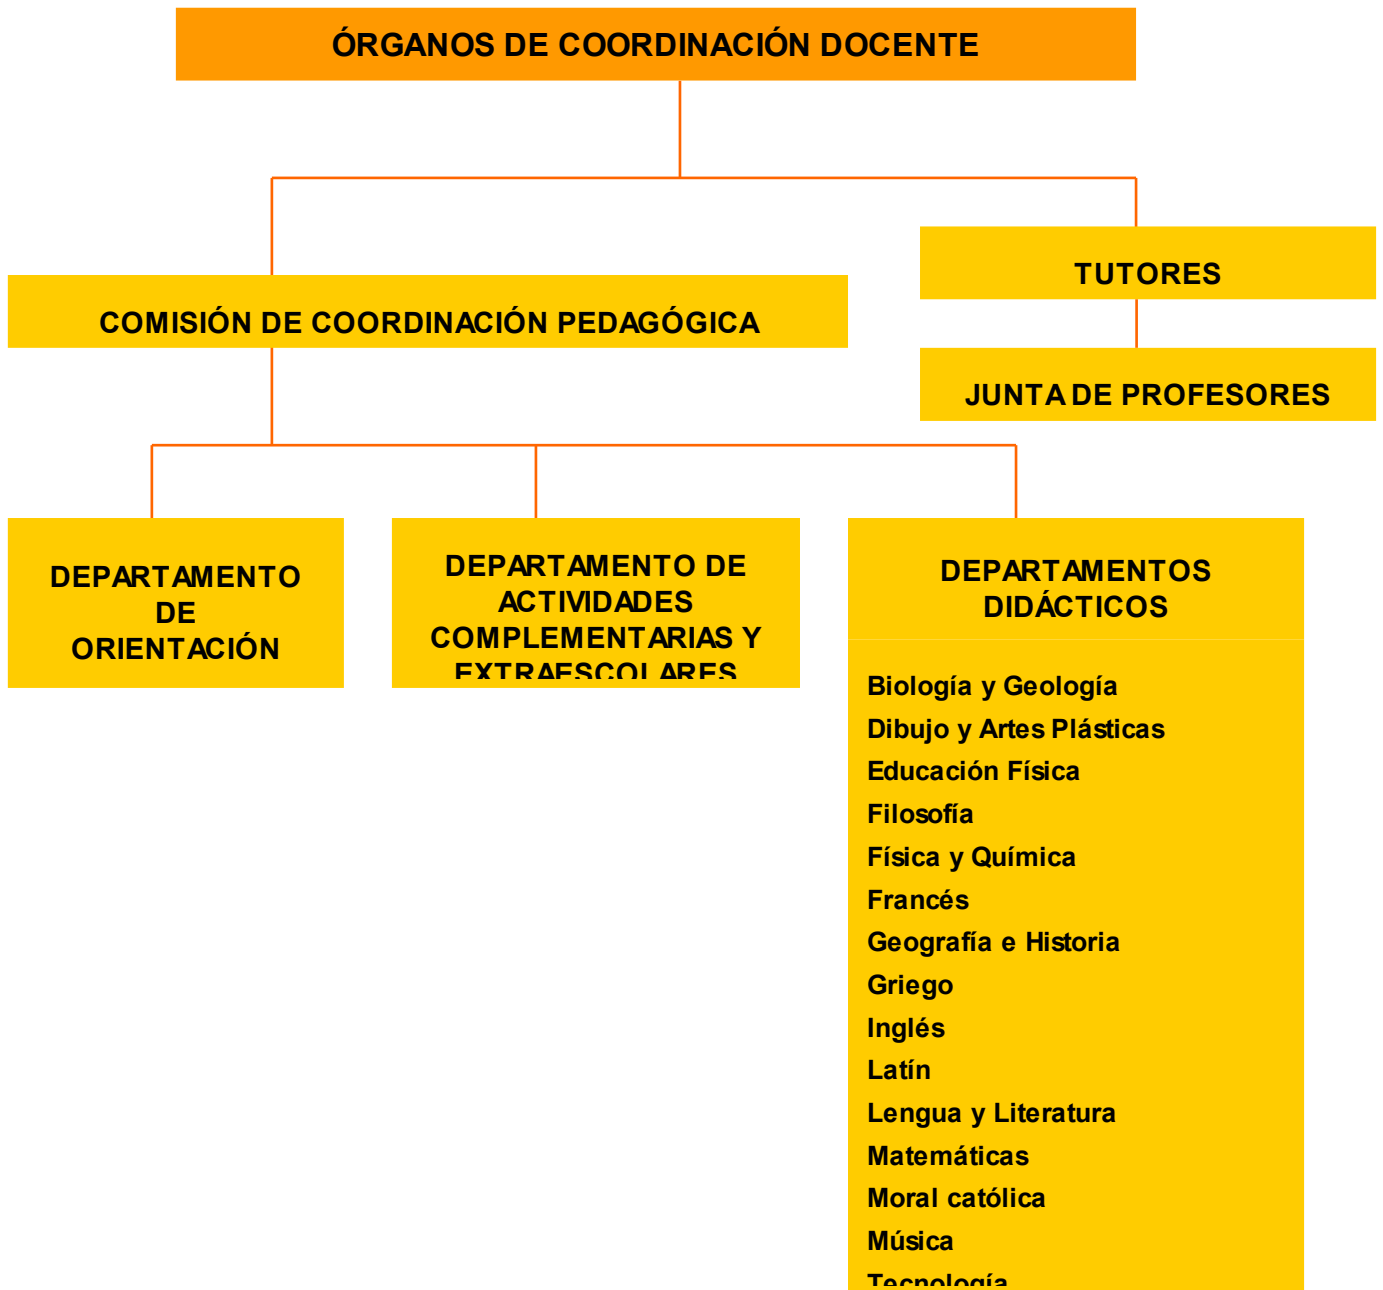 ÓRGANOS DE COORDINACIÓN DOCENTE
TUTORES
COMISIÓN DE COORDINACIÓN PEDAGÓGICA
JUNTA DE PROFESORES
DEPARTAMENTO
DE
ORIENTACIÓN
DEPARTAMENTO DE
ACTIVIDADES
COMPLEMENTARIAS Y
EXTRAESCOLARES
DEPARTAMENTOS
DIDÁCTICOS
Biología y Geología
Dibujo y Artes Plásticas
Educación Física
Filosofía
Física y Química
Francés
Geografía e Historia
Griego
Inglés
Latín
Lengua y Literatura
Matemáticas
Moral católica
Música
Tecnología